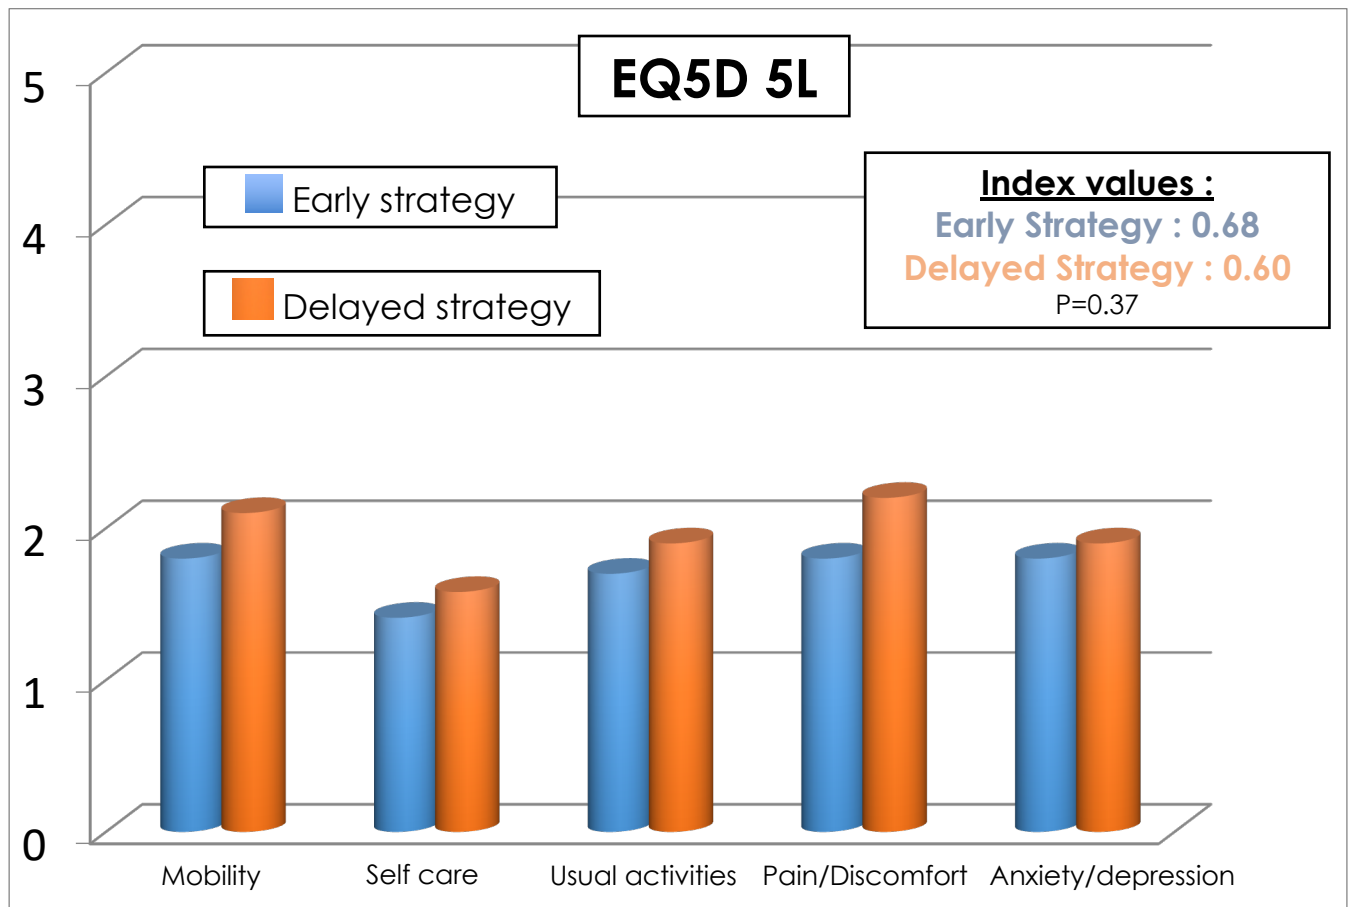 EQ5D 5L
Early strategy
Delayed strategy
Index values :
Early Strategy : 0.68
Delayed Strategy : 0.60
P=0.37
5
4
3
2
1
0
Mobility
Self care
Usual activities
Pain/Discomfort
Anxiety/depression